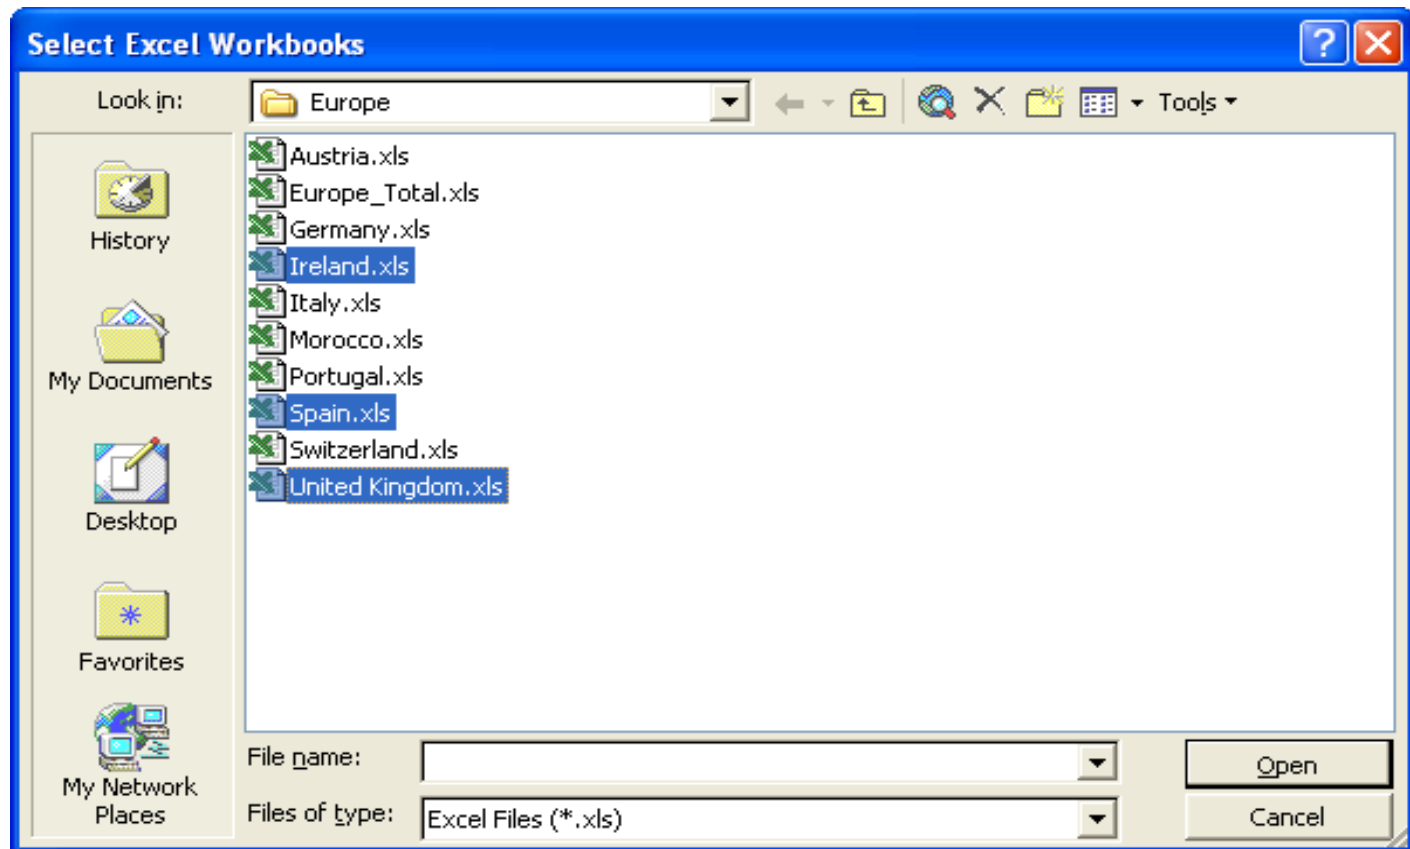 Select Excel Workbooks
Look in: Europe Tools
History
My Documents
Desktop
Favorites
My Network
Places
Austria.xls
Europe_Total.xls
Germany.xls
Ireland.xls
Italy.xls
Morocco.xls
Portugal.xls
Spain.xls
Switzerland.xls
United Kingdom.xls
File name: Open
Files of type: Excel Files (*.xls) Cancel